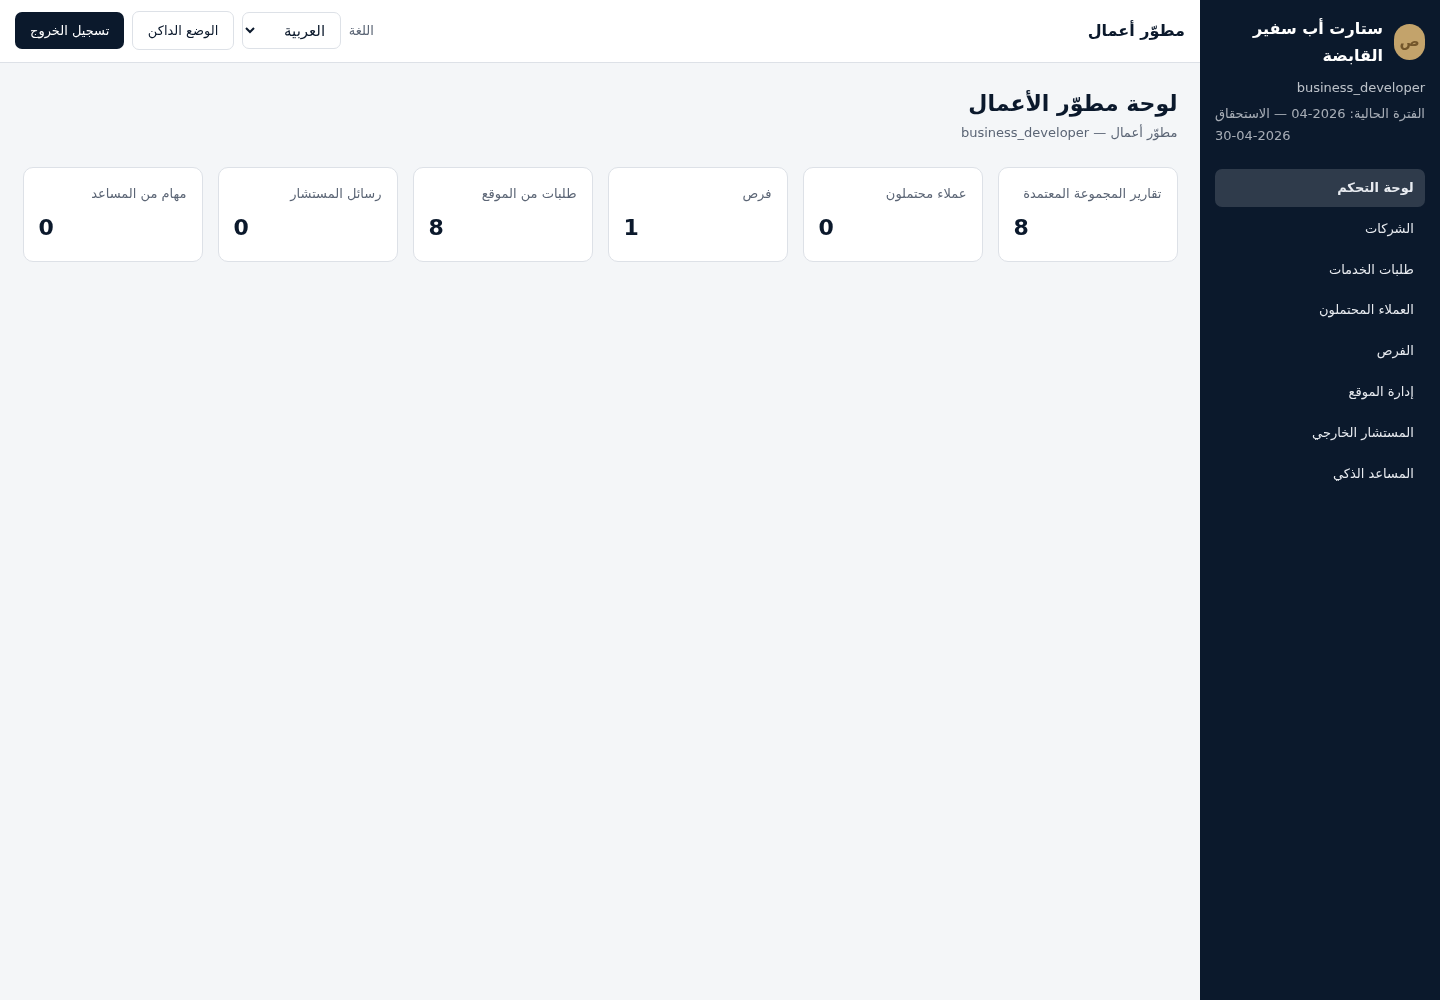 ص
ستارت أب سفير
القابضة
business_developer
الفترة الحالية: 2026-04 — الاستحقاق
2026-04-30
لوحة التحكم
الشركات
طلبات الخدمات
العملاء المحتملون
الفرص
إدارة الموقع
المستشار الخارجي
المساعد الذكي
مطوّر أعمال
اللغة
العربية
الوضع الداكن
تسجيل الخروج
لوحة مطوّر الأعمال
مطوّر أعمال — business_developer
تقارير المجموعة المعتمدة
8
عملاء محتملون
0
فرص
1
طلبات من الموقع
8
رسائل المستشار
0
مهام من المساعد
0